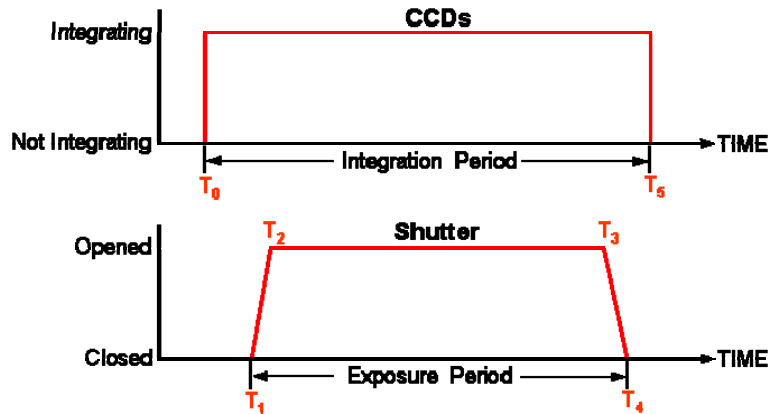 CCDs
Integrating
Not Integrating
TIME
Integration Period
T0
T5
T2
Shutter
T3
Opened
Closed
TIME
Exposure Period
T1
T4